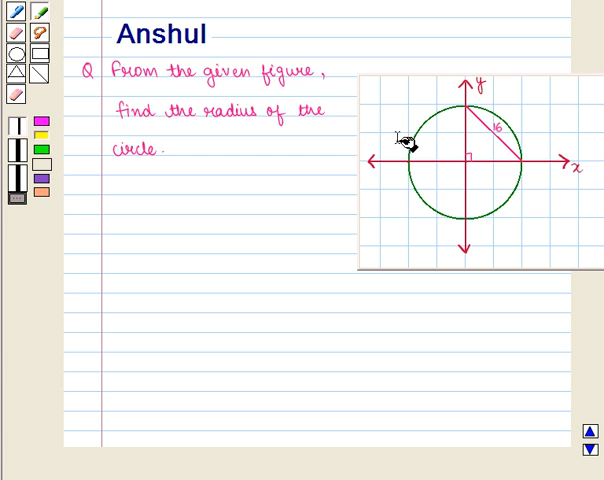 Anshul
Q From the given figure,
find the radius of the
circle.
y
16
x